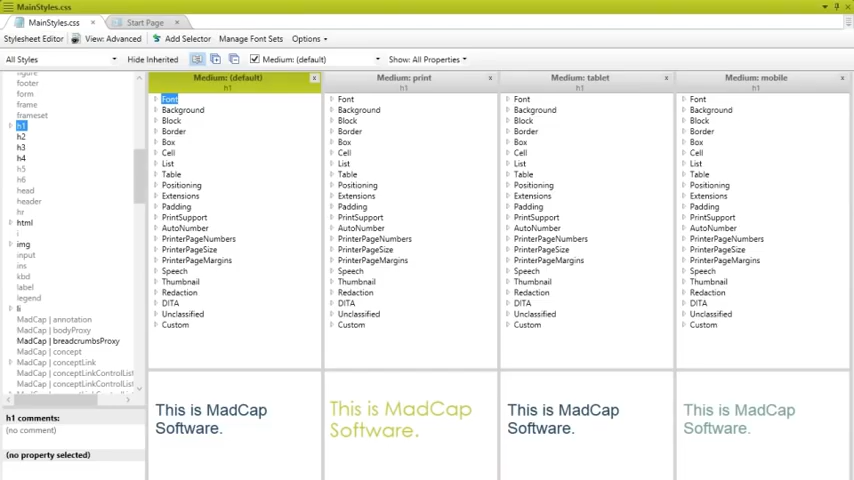 MainStyles.css
MainStyles.css × Start Page ×
Stylesheet Editor View: Advanced Add Selector Manage Font Sets Options
All Styles Hide Inherited Medium: (default) Show: All Properties
figure
footer
form
frame
frameset
h1
h2
h3
h4
h5
h6
head
header
hr
html
i
img
input
ins
kbd
label
legend
li
MadCap | annotation
MadCap | bodyProxy
MadCap | breadcrumbsProxy
MadCap | concept
MadCap | conceptLink
MadCap | conceptLinkControlList
MadCap | conceptLinkControlList
h1 comments:
(no comment)
(no property selected)
Medium: (default) x
h1
Font
Background
Block
Border
Box
Cell
List
Table
Positioning
Extensions
Padding
PrintSupport
AutoNumber
PrinterPageNumbers
PrinterPageSize
PrinterPageMargins
Speech
Thumbnail
Redaction
DITA
Unclassified
Custom
This is MadCap
Software.
Medium: print x
h1
Font
Background
Block
Border
Box
Cell
List
Table
Positioning
Extensions
Padding
PrintSupport
AutoNumber
PrinterPageNumbers
PrinterPageSize
PrinterPageMargins
Speech
Thumbnail
Redaction
DITA
Unclassified
Custom
This is MadCap
Software.
Medium: tablet x
h1
Font
Background
Block
Border
Box
Cell
List
Table
Positioning
Extensions
Padding
PrintSupport
AutoNumber
PrinterPageNumbers
PrinterPageSize
PrinterPageMargins
Speech
Thumbnail
Redaction
DITA
Unclassified
Custom
This is MadCap
Software.
Medium: mobile x
h1
Font
Background
Block
Border
Box
Cell
List
Table
Positioning
Extensions
Padding
PrintSupport
AutoNumber
PrinterPageNumbers
PrinterPageSize
PrinterPageMargins
Speech
Thumbnail
Redaction
DITA
Unclassified
Custom
This is MadCap
Software.